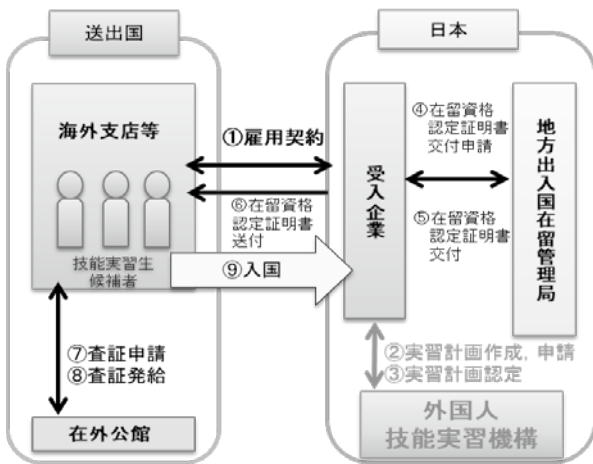 送出国
日本
海外支店等
技能実習生
候補者
①雇用契約
⑥在留資格
認定証明書
送付
⑨入国
⑦査証申請
⑧査証発給
在外公館
受入企業
④在留資格
認定証明書
交付申請
⑤在留資格
認定証明書
交付
地方出入国在留管理局
②実習計画作成，申請
③実習計画認定
外国人
技能実習機構